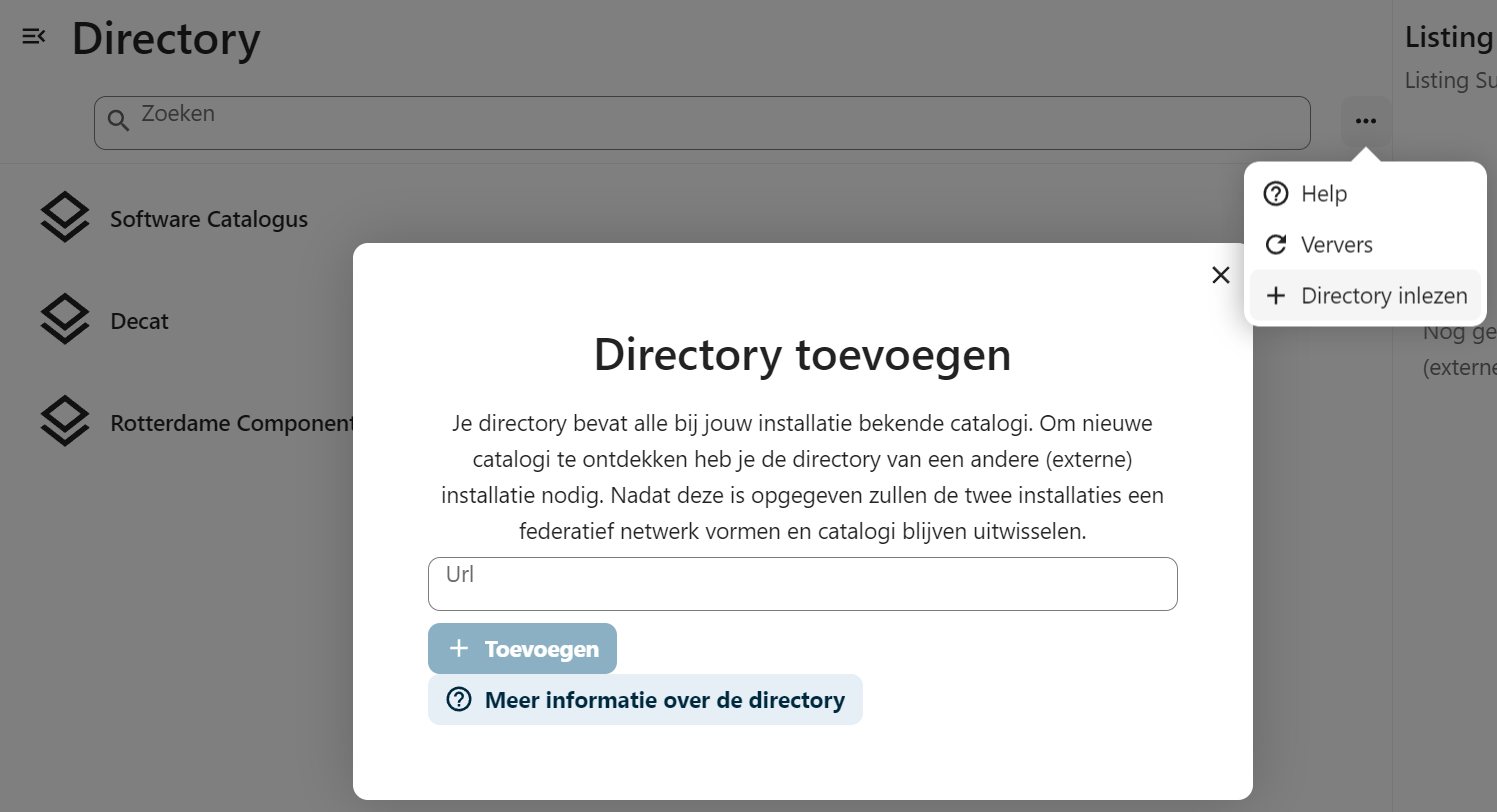 Directory
Listing
Listing Su
Zoeken
Help
Ververs
Directory inlezen
Software Catalogus
Decat
Rotterdame Component
Nog ge
(externe
Directory toevoegen
Je directory bevat alle bij jouw installatie bekende catalogi. Om nieuwe
catalogi te ontdekken heb je de directory van een andere (externe)
installatie nodig. Nadat deze is opgegeven zullen de twee installaties een
federatief netwerk vormen en catalogi blijven uitwisselen.
Url
Toevoegen
Meer informatie over de directory